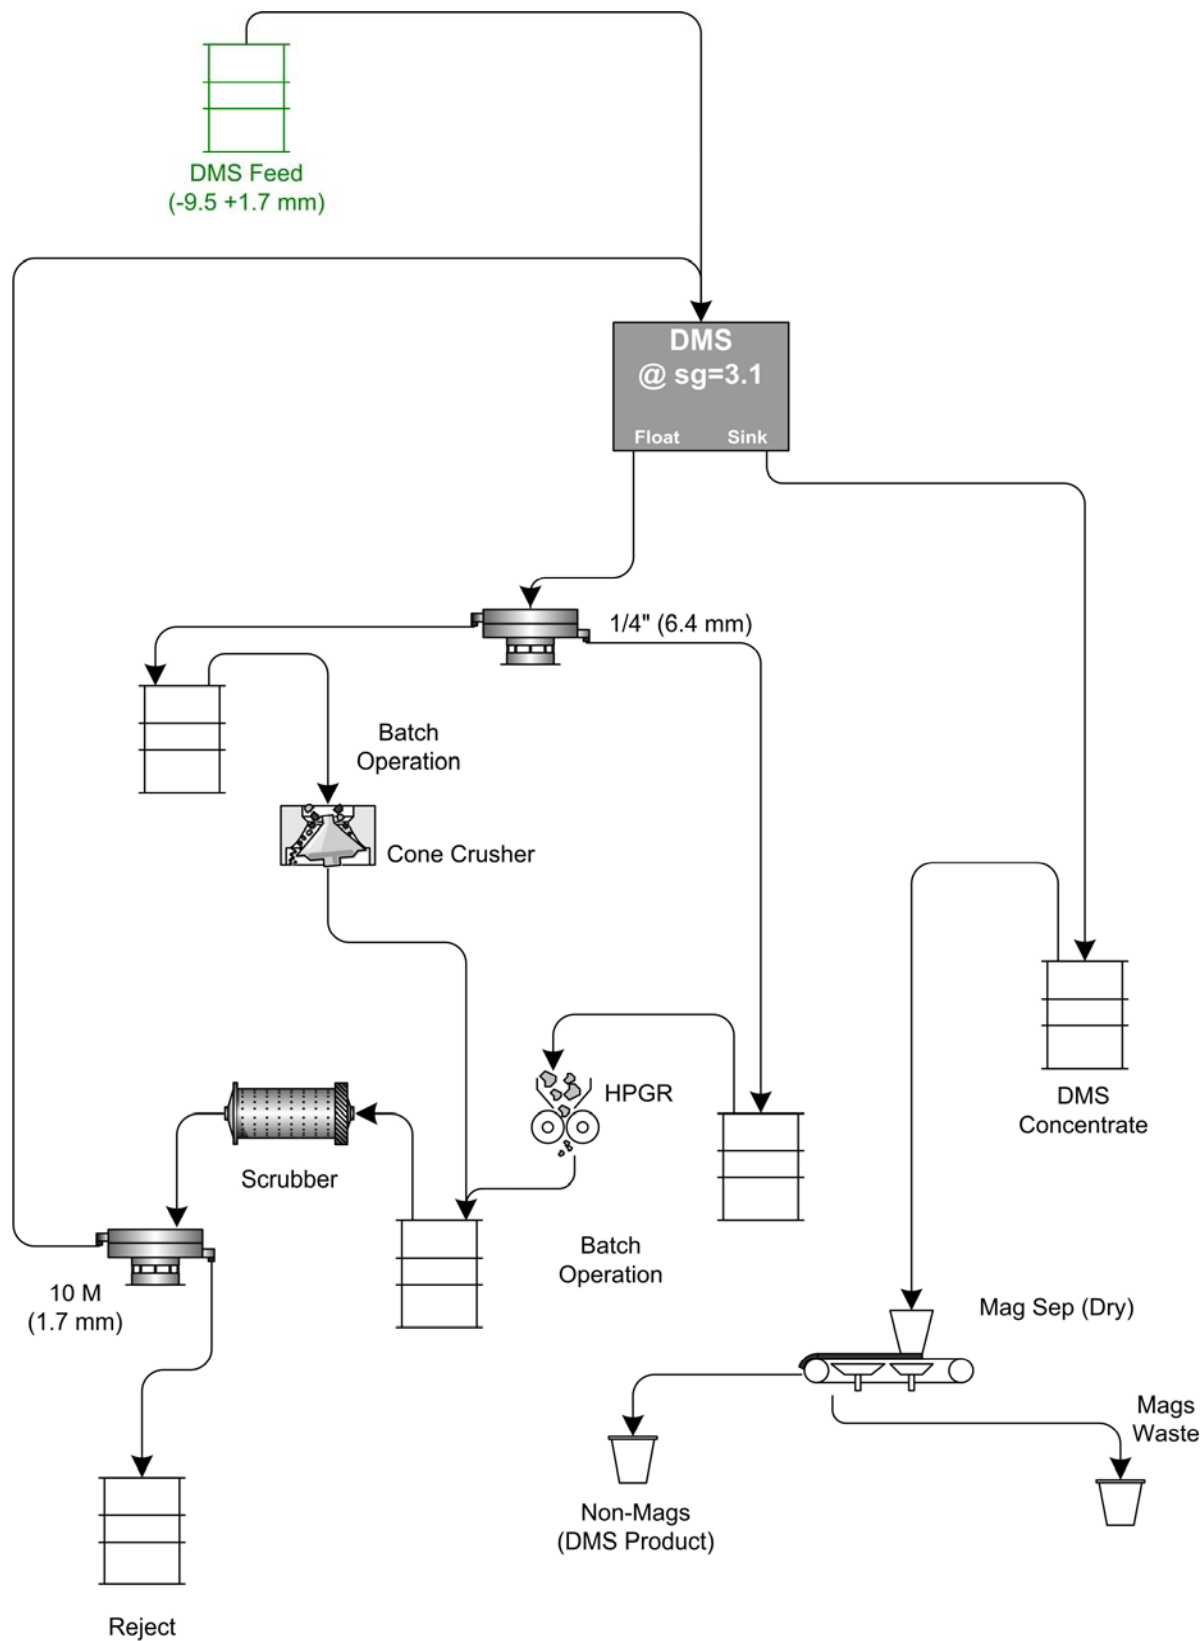 DMS Feed
(-9.5 +1.7 mm)
DMS
@ sg=3.1
Float Sink
1/4" (6.4 mm)
Batch
Operation
Cone Crusher
HPGR
DMS
Concentrate
Scrubber
Batch
Operation
10 M
(1.7 mm)
Mag Sep (Dry)
Mags
Waste
Non-Mags
(DMS Product)
Reject